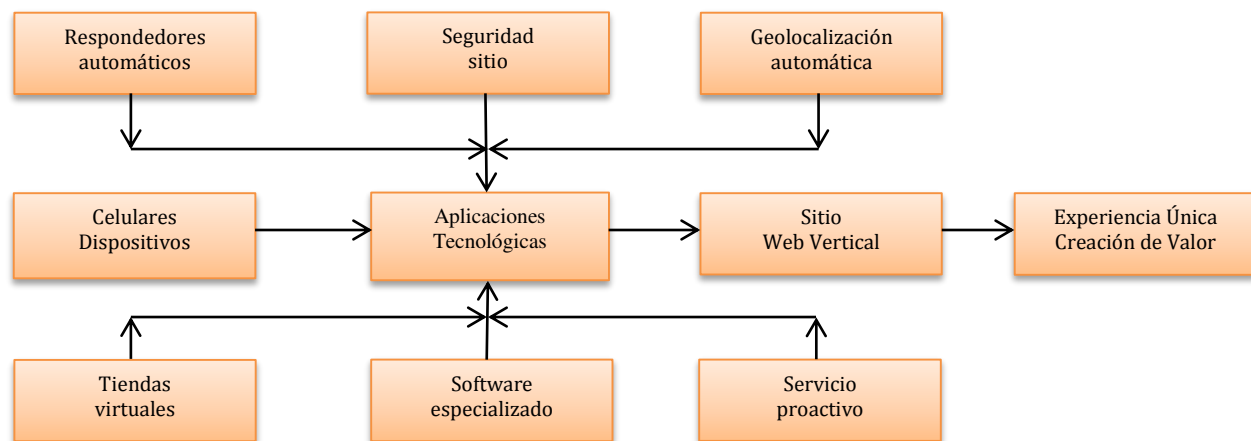 Respondedores
automáticos
Seguridad
sitio
Geolocalización
automática
Celulares
Dispositivos
Aplicaciones
Tecnológicas
Sitio
Web Vertical
Experiencia Única
Creación de Valor
Tiendas
virtuales
Software
especializado
Servicio
proactivo